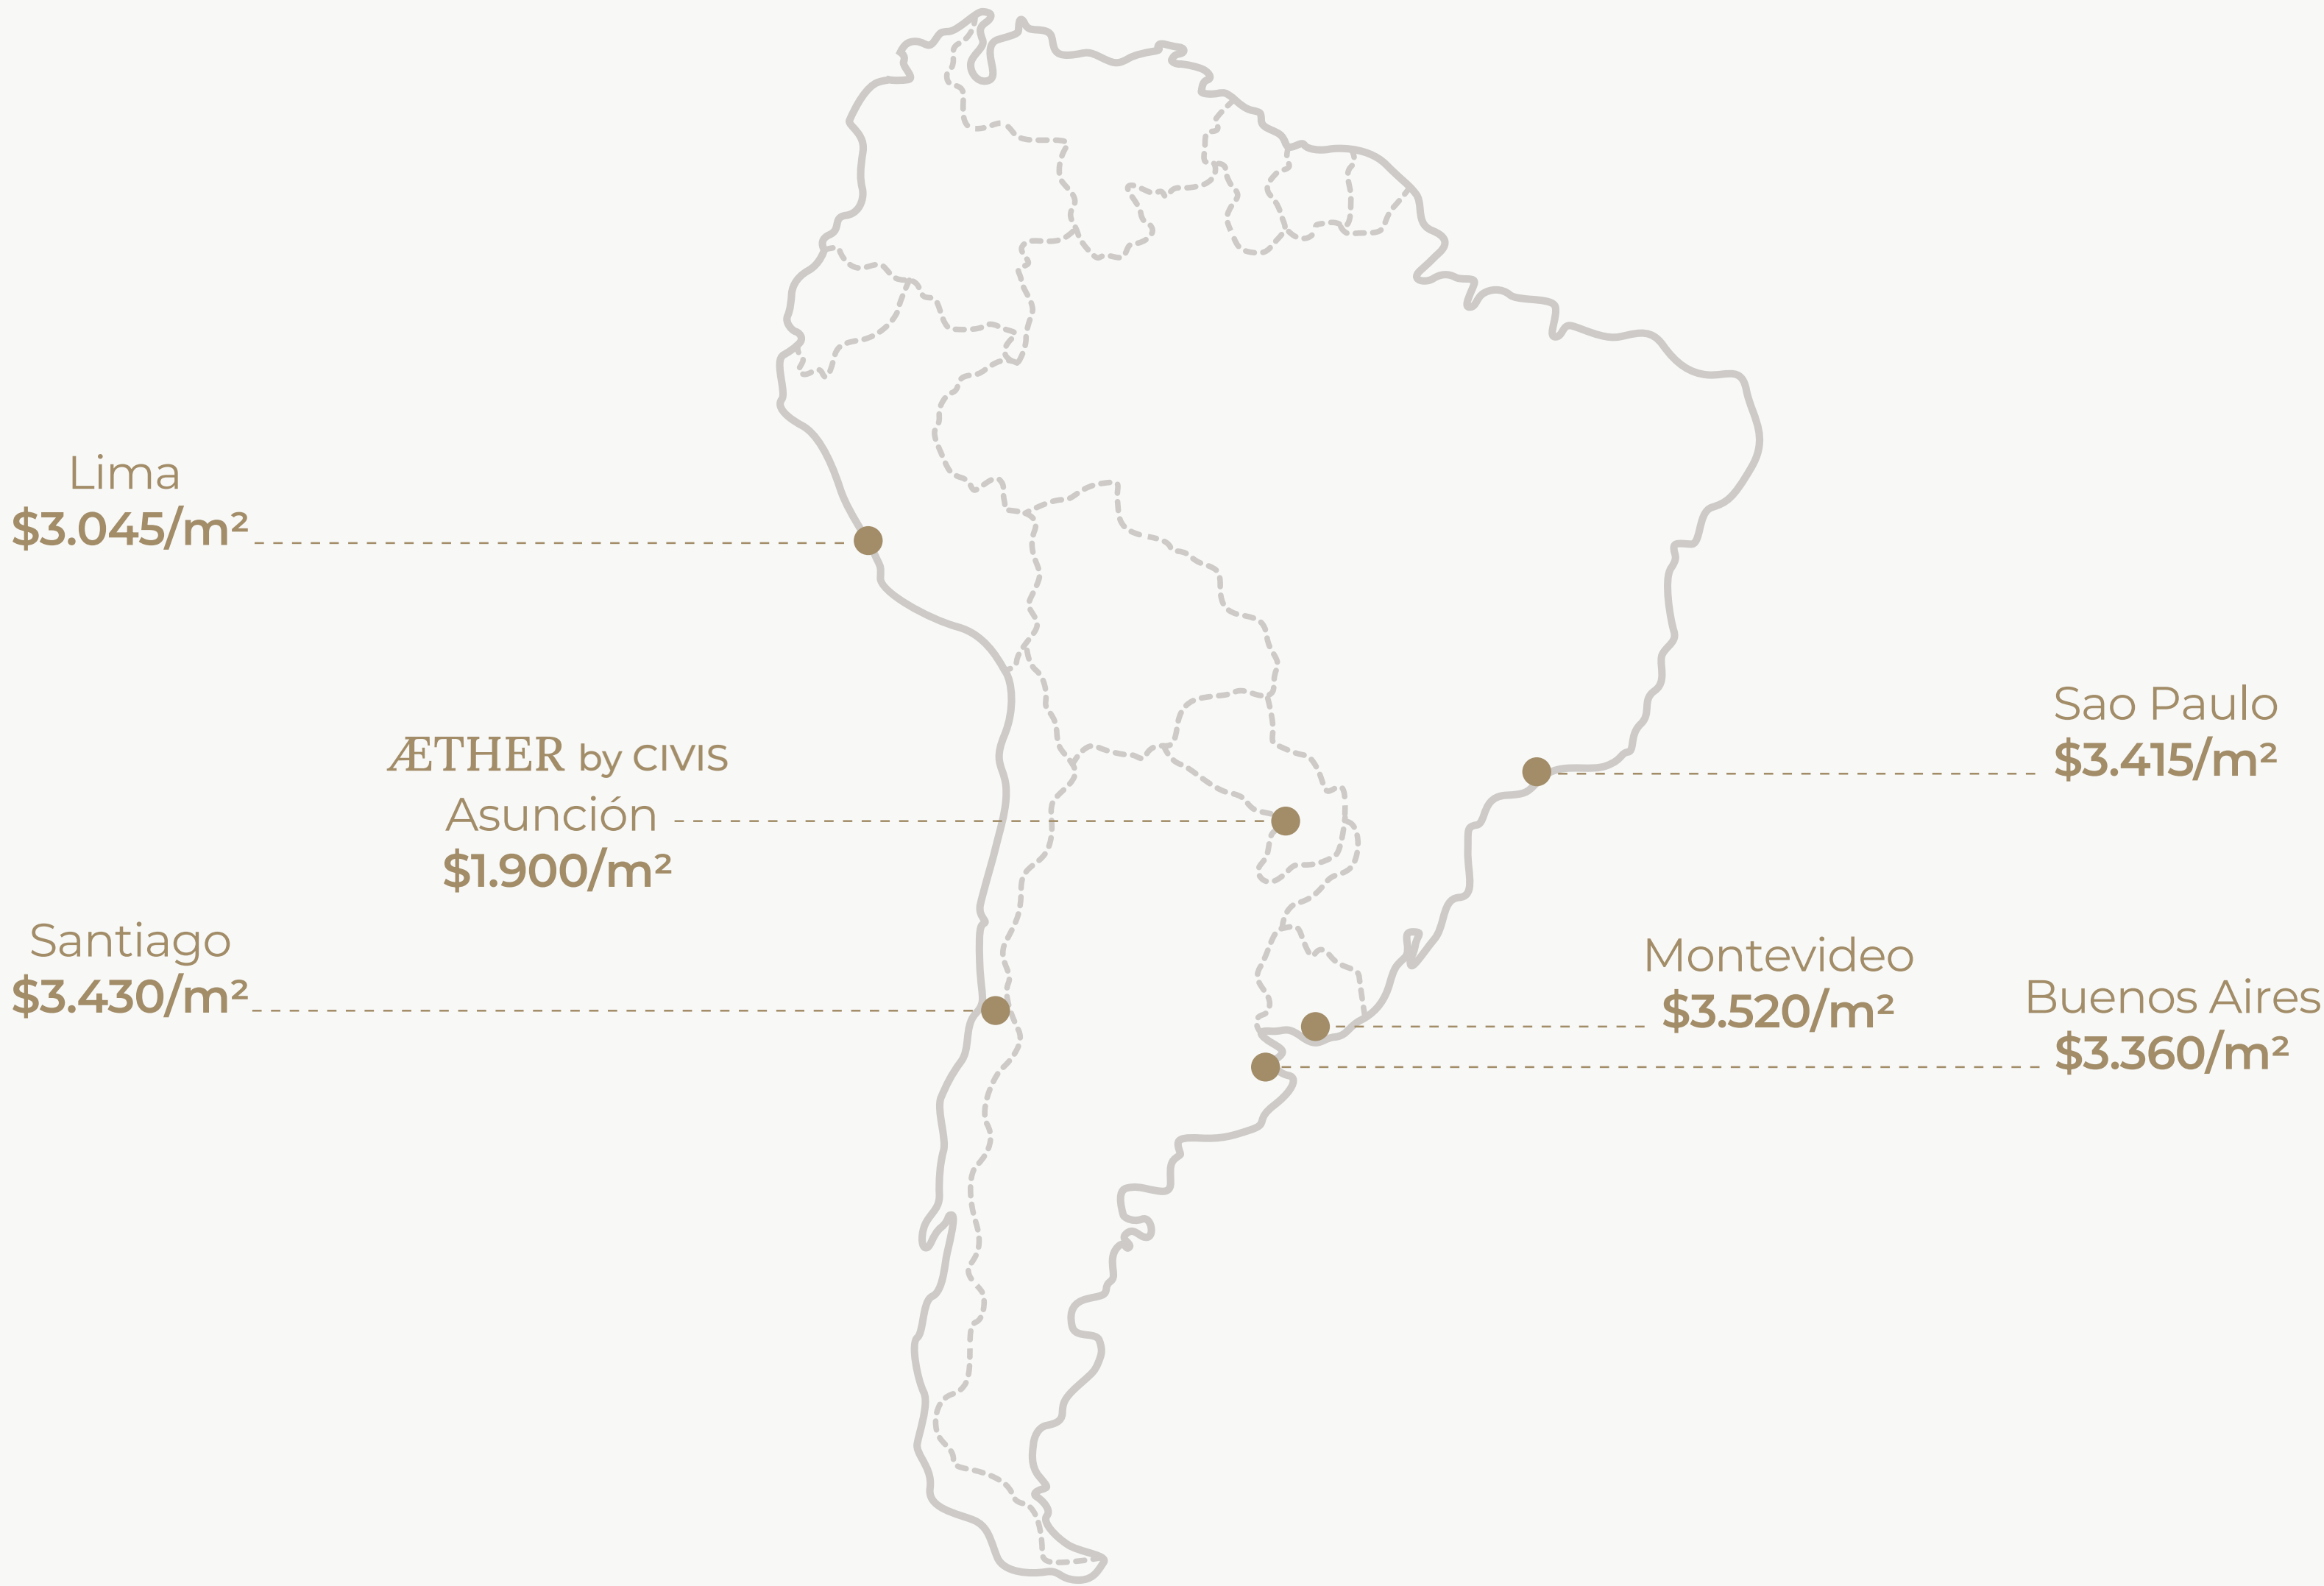 Lima
$3.045/m²
Sao Paulo
$3.415/m²
ÆTHER by civis
Asunción
$1.900/m²
Santiago
$3.430/m²
Montevideo
$3.520/m²
Buenos Aires
$3.360/m²